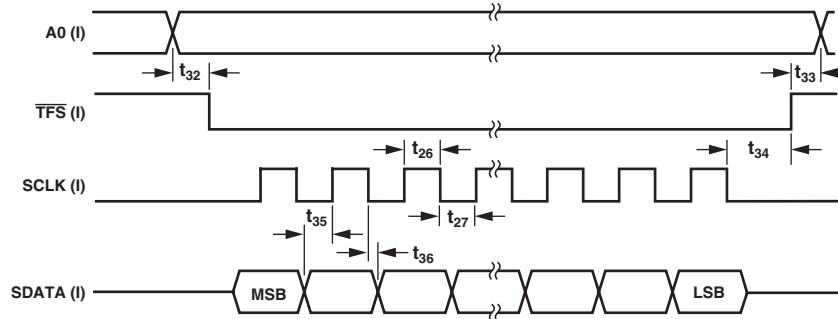 A0 (I)
t32
t33
TFS (I)
t26
t34
SCLK (I)
t35
t27
t36
SDATA (I)
MSB
LSB